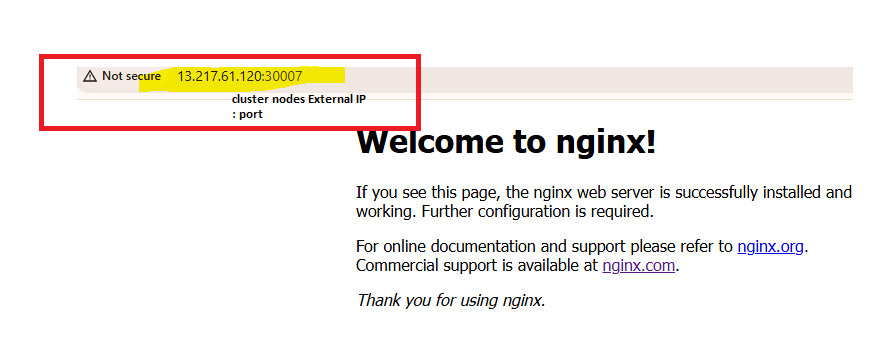 Not secure 13.217.61.120:30007
cluster nodes External IP
: port
Welcome to nginx!
If you see this page, the nginx web server is successfully installed and
working. Further configuration is required.
For online documentation and support please refer to nginx.org.
Commercial support is available at nginx.com.
Thank you for using nginx.